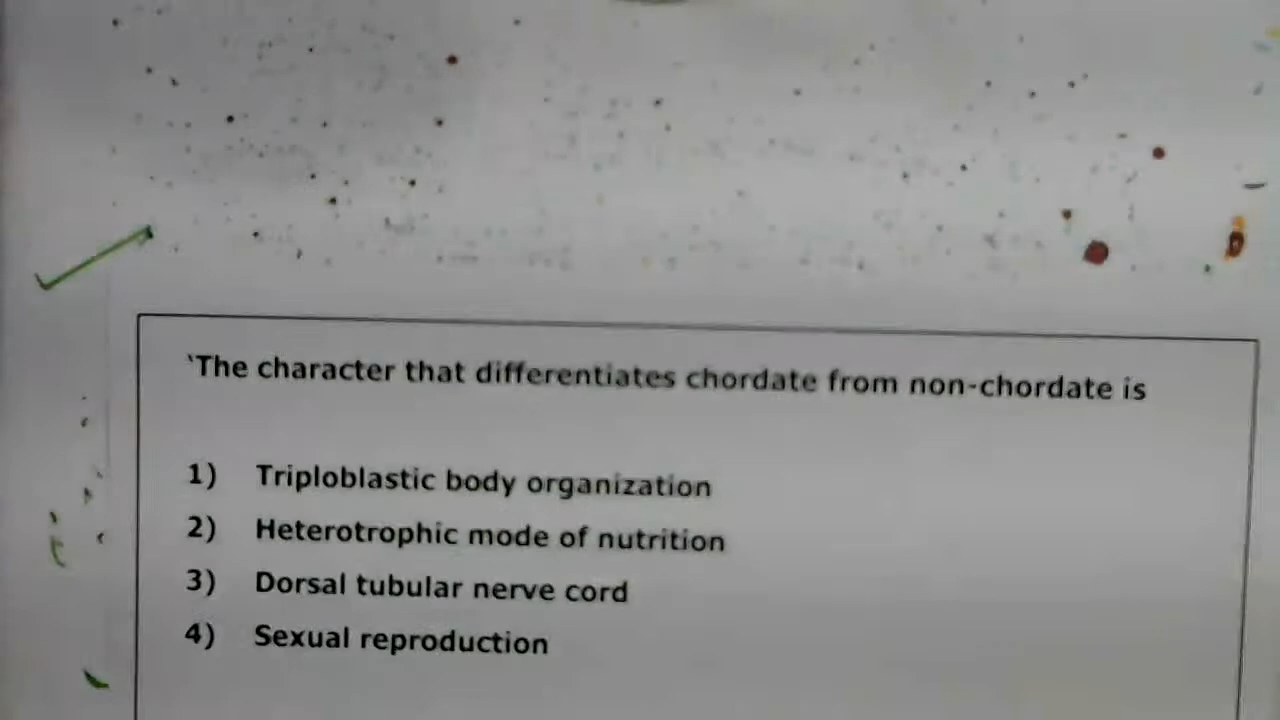 'The character that differentiates chordate from non-chordate is
1) Triploblastic body organization
2) Heterotrophic mode of nutrition
3) Dorsal tubular nerve cord
4) Sexual reproduction